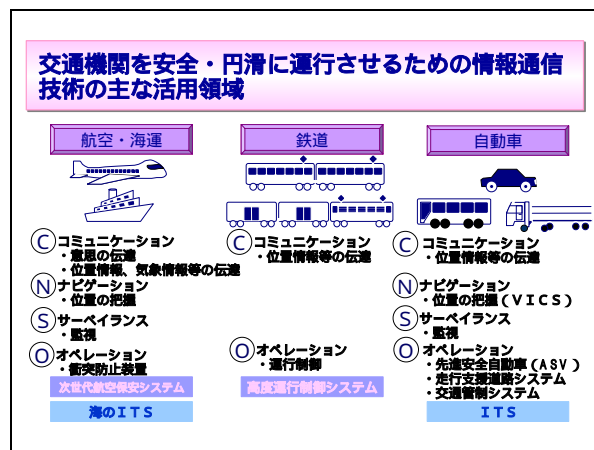 交通機関を安全・円滑に運行させるための情報通信
技術の主な活用領域
航空・海運
C コミュニケーション
・意思の伝達
・位置情報、気象情報等の伝達
N ナビゲーション
・位置の把握
S サーベイランス
・監視
O オペレーション
・衝突防止装置
次世代航空保安システム
海のITS
鉄道
C コミュニケーション
・位置情報等の伝達
O オペレーション
・運行制御
高度運行制御システム
自動車
C コミュニケーション
・位置情報等の伝達
N ナビゲーション
・位置の把握(VICS)
S サーベイランス
・監視
O オペレーション
・先進安全自動車(ASV)
・走行支援道路システム
・交通管制システム
ITS